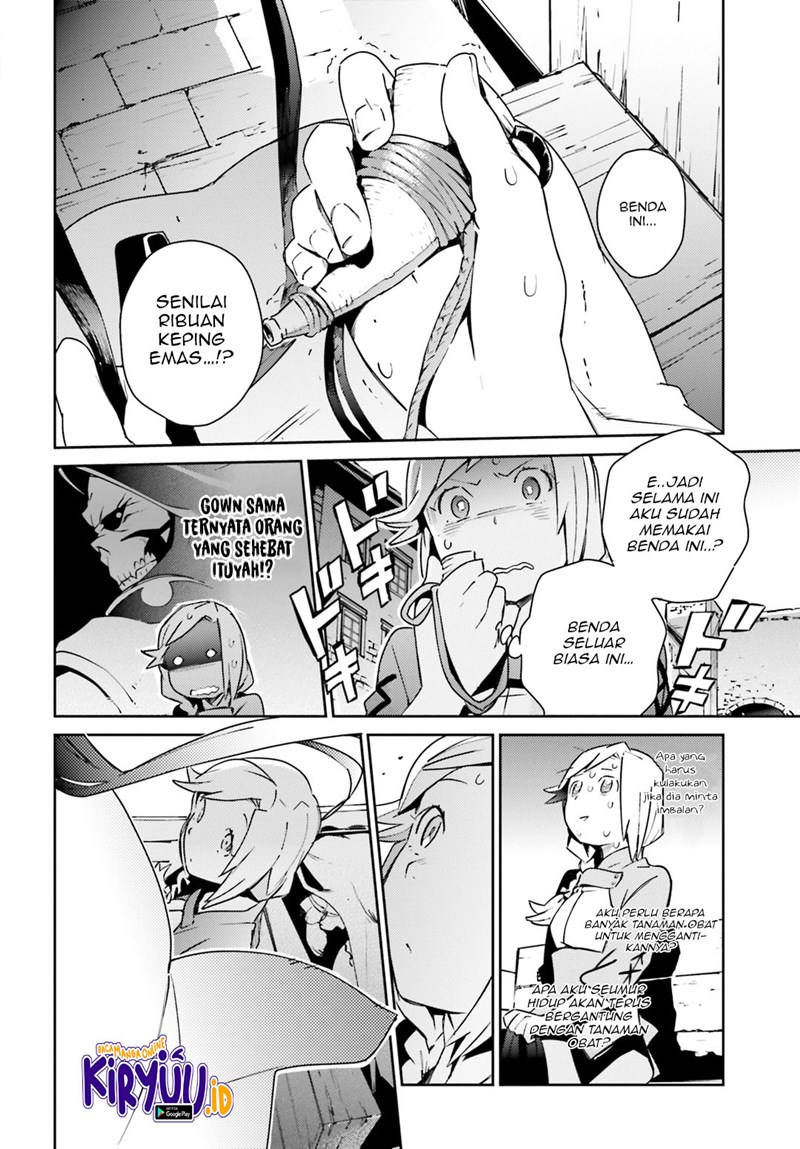 BENDA
INI...
SENILAI
RIBUAN
KEPING
EMAS...!?
E..JADI
SELAMA INI
AKU SUDAH
MEMAKAI
BENDA INI..?
BENDA
SELUAR
BIASA INI...
ドキ
ドキ
GOWN SAMA
TERNYATA ORANG
YANG SEHEBAT
ITUYAH!?
Apa yang
harus
kulakukan
jika dia minta
imbalan?
AKU PERLU BERAPA
BANYAK TANAMAN OBAT
UNTUK MENGGANTI-
KANNYA?
APA AKU SEUMUR
HIDUP AKAN TERUS
BERGANTUNG
DENGAN TANAMAN
OBAT?
BACA MANGA ONLINE
KIRYUU.ID
Google Play